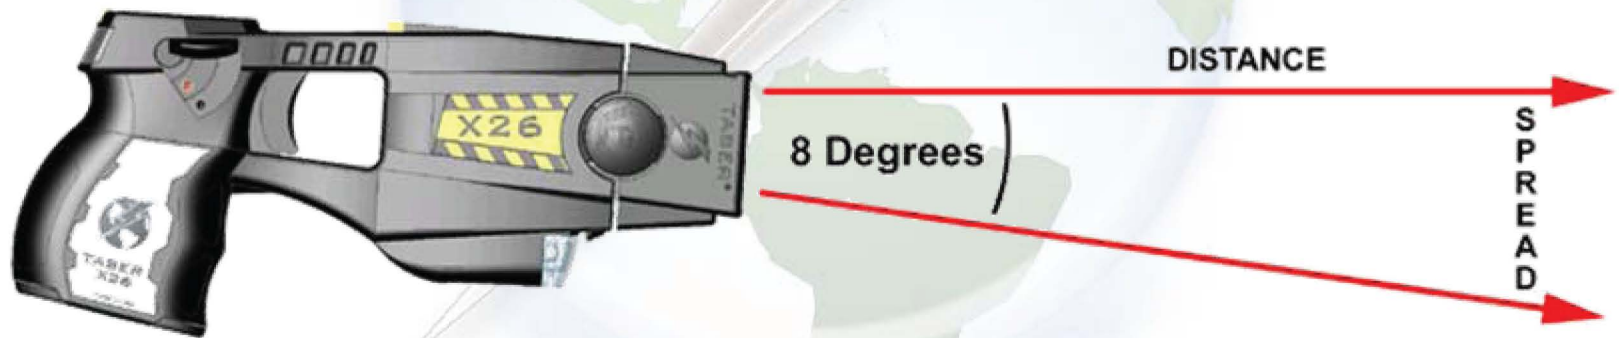 DISTANCE
X26
TASER
8 Degrees
SPREAD
TASER
X26